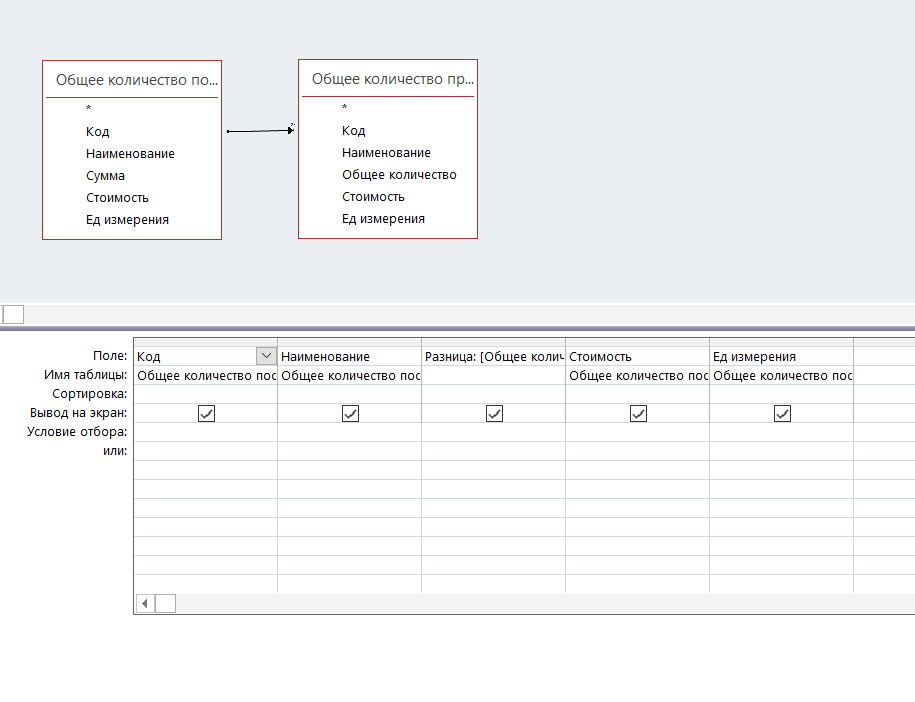 Общее количество по... Общее количество пр...
* *
Код Код
Наименование Наименование
Сумма Общее количество
Стоимость Стоимость
Ед измерения Ед измерения
Поле: Код Наименование Разница: [Общее колич Стоимость Ед измерения
Имя таблицы: Общее количество пос Общее количество пос Общее количество пос Общее количество пос
Сортировка:
Вывод на экран:
Условие отбора:
или: